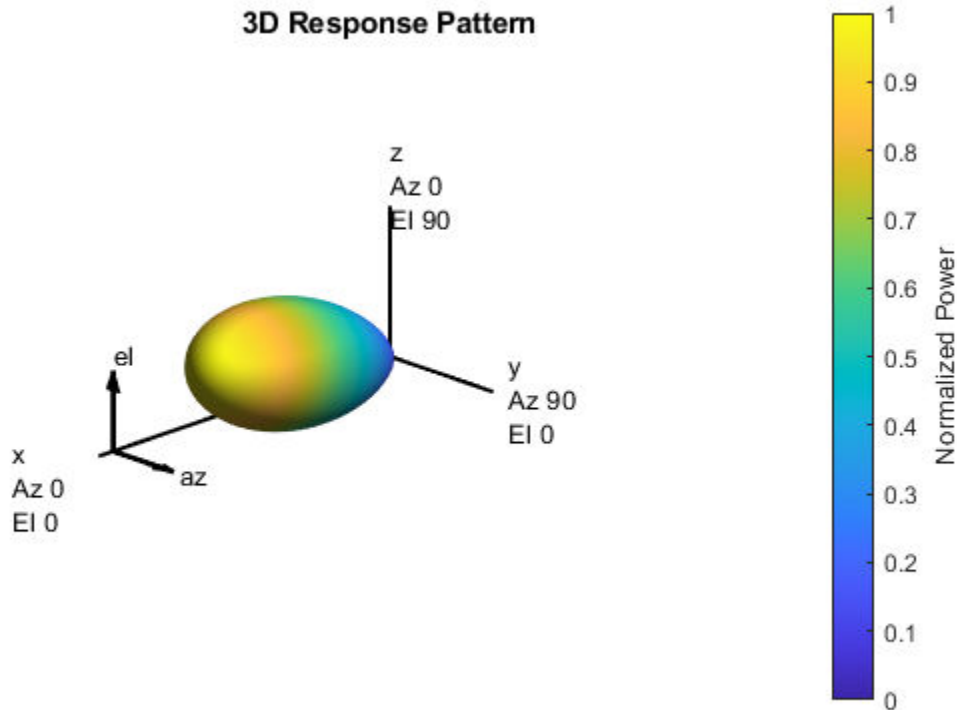 3D Response Pattern
z
Az 0
El 90
el
y
Az 90
El 0
x
Az 0
El 0
az
1
0.9
0.8
0.7
0.6
0.5
0.4
0.3
0.2
0.1
0
Normalized Power